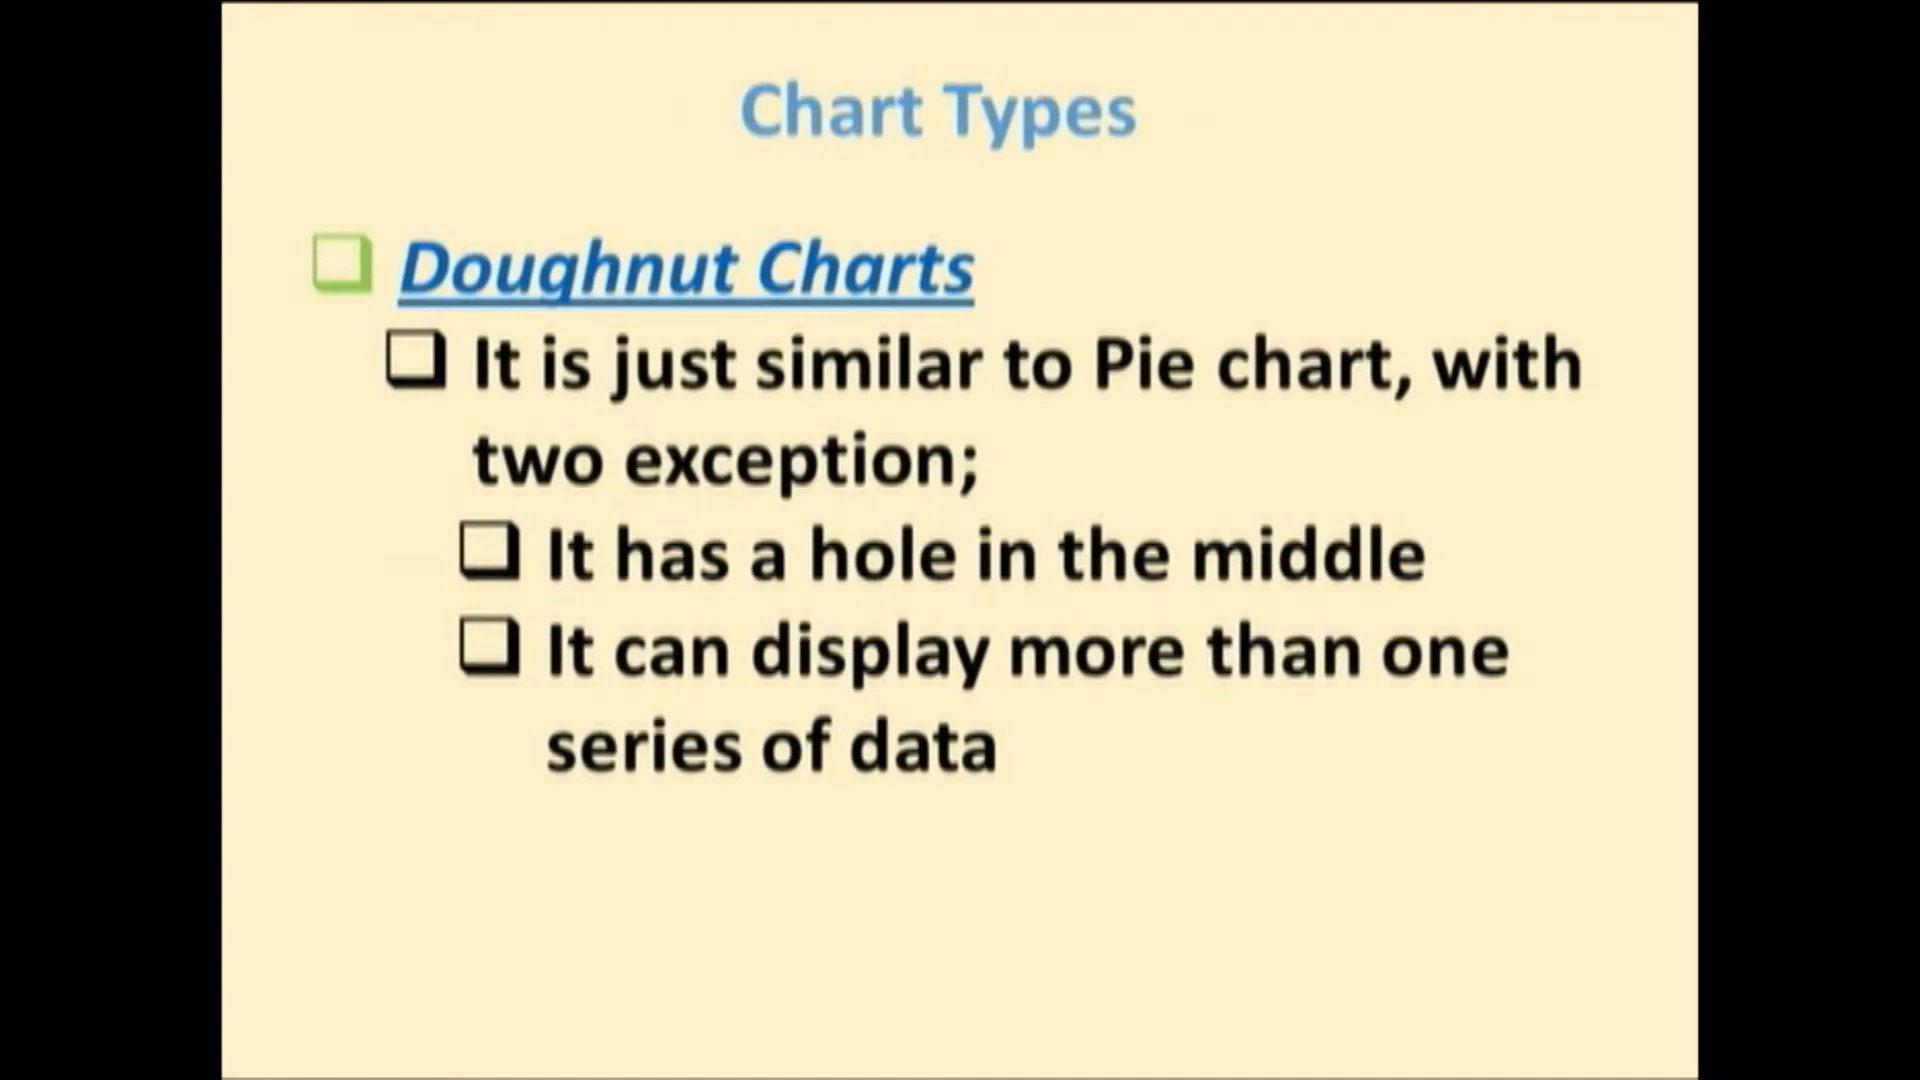 Chart Types
Doughnut Charts
It is just similar to Pie chart, with
two exception;
It has a hole in the middle
It can display more than one
series of data